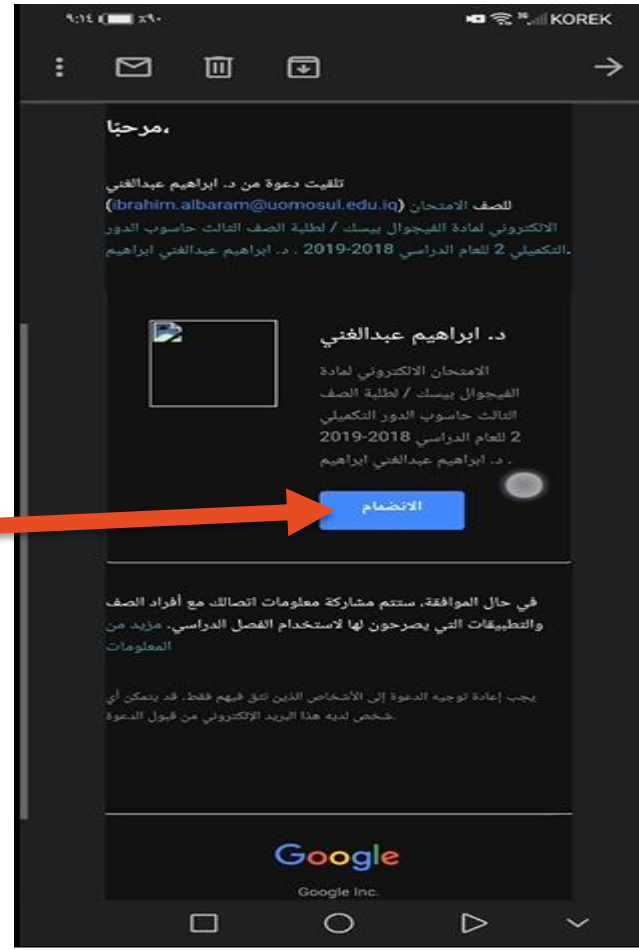 ٩:١٤ ٪٩٠ KOREK
مرحبًا،
تلقيت دعوة من د. ابراهيم عبدالغني
(ibrahim.albaram@uomosul.edu.iq) للصف الامتحان
الالكتروني لمادة الفيجوال بيسك / لطلبة الصف الثالث حاسوب الدور
التكميلي 2 للعام الدراسي 2018-2019 . د. ابراهيم عبدالغني ابراهيم.
د. ابراهيم عبدالغني
الامتحان الالكتروني لمادة
الفيجوال بيسك / لطلبة الصف
الثالث حاسوب الدور التكميلي
2 للعام الدراسي 2018-2019
. د. ابراهيم عبدالغني ابراهيم
الانضمام
في حال الموافقة، ستتم مشاركة معلومات اتصالك مع أفراد الصف
والتطبيقات التي يصرحون لها لاستخدام الفصل الدراسي. مزيد من
المعلومات
يجب إعادة توجيه الدعوة إلى الأشخاص الذين تثق فيهم فقط. قد يتمكن أي
شخص لديه هذا البريد الإلكتروني من قبول الدعوة.
Google
Google Inc.